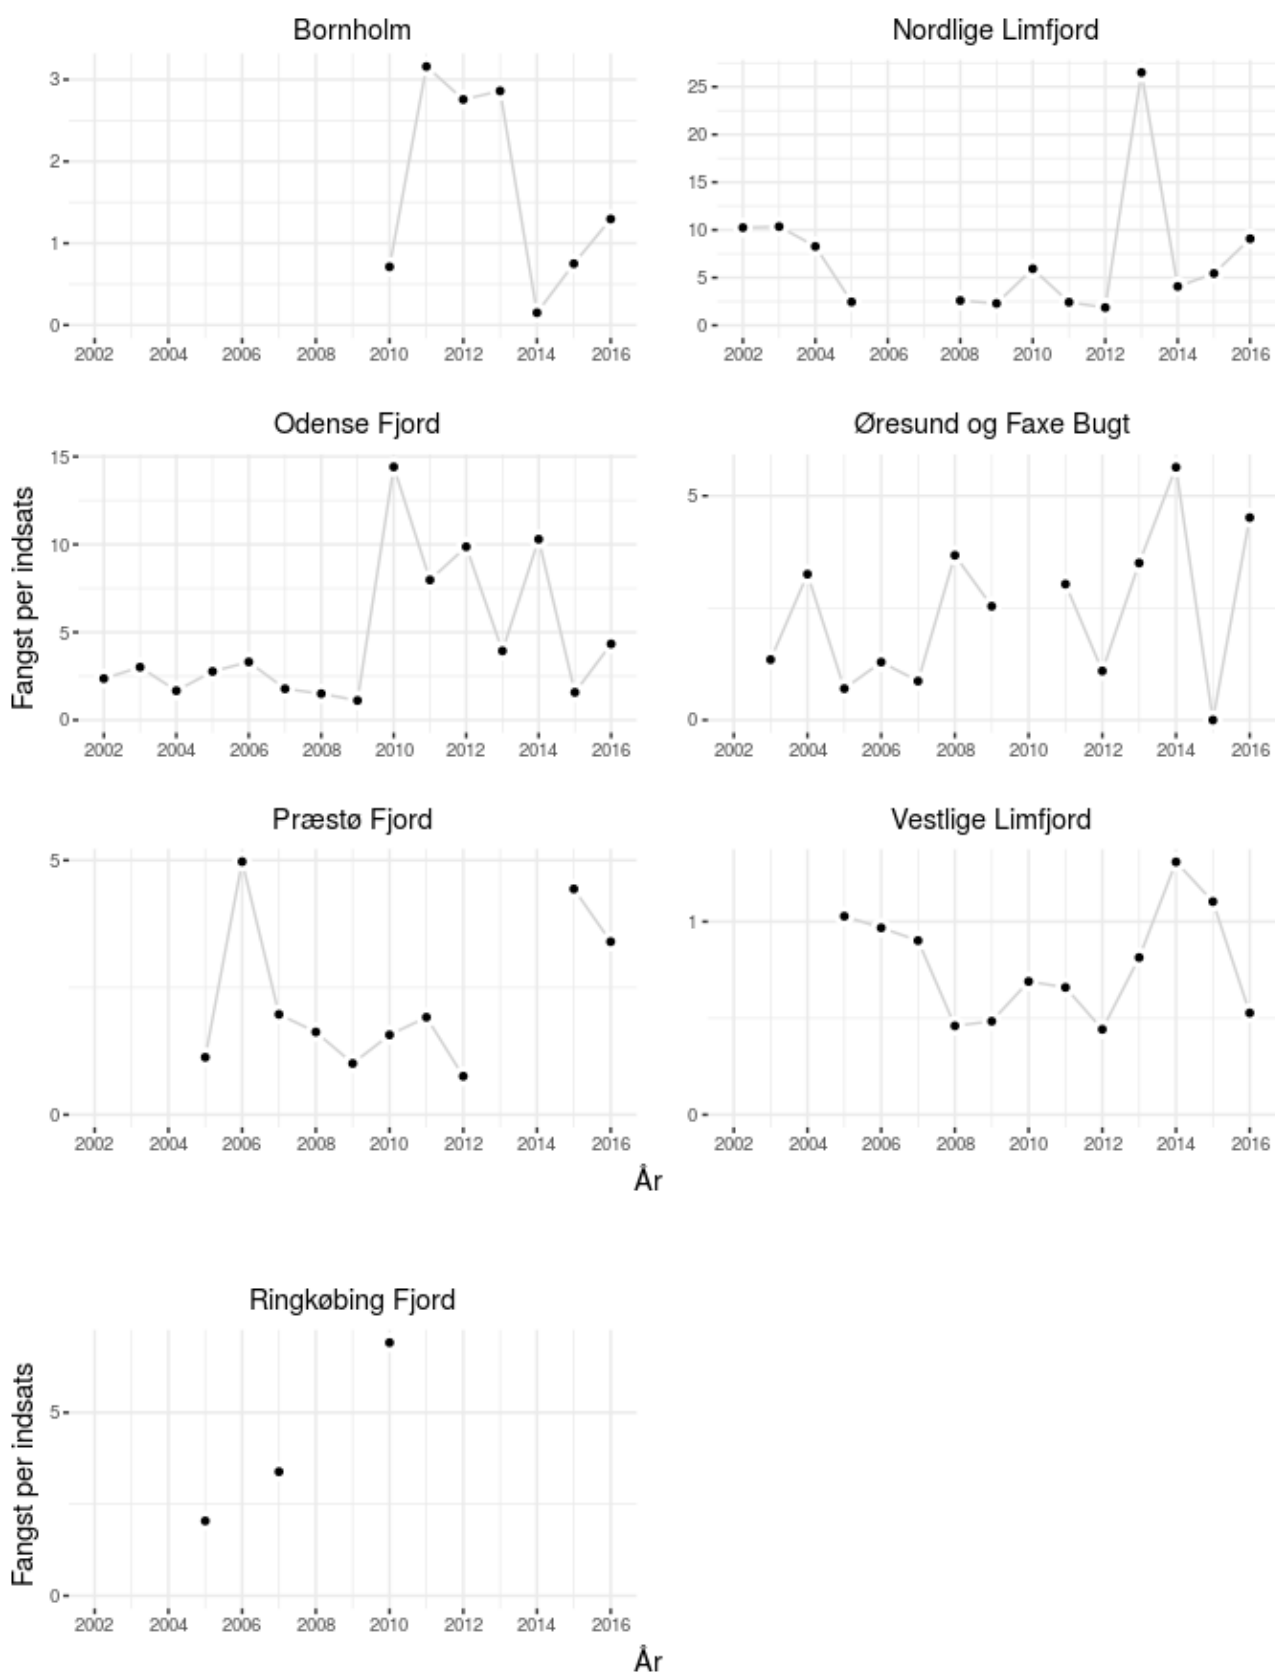 Bornholm
3
2
1
0
2002 2004 2006 2008 2010 2012 2014 2016
Nordlige Limfjord
25
20
15
10
5
0
2002 2004 2006 2008 2010 2012 2014 2016
Fangst per indsats
Odense Fjord
15
10
5
0
2002 2004 2006 2008 2010 2012 2014 2016
Øresund og Faxe Bugt
5
0
2002 2004 2006 2008 2010 2012 2014 2016
Præstø Fjord
5
0
2002 2004 2006 2008 2010 2012 2014 2016
Vestlige Limfjord
1
0
2002 2004 2006 2008 2010 2012 2014 2016
År
Ringkøbing Fjord
Fangst per indsats
5
0
2002 2004 2006 2008 2010 2012 2014 2016
År